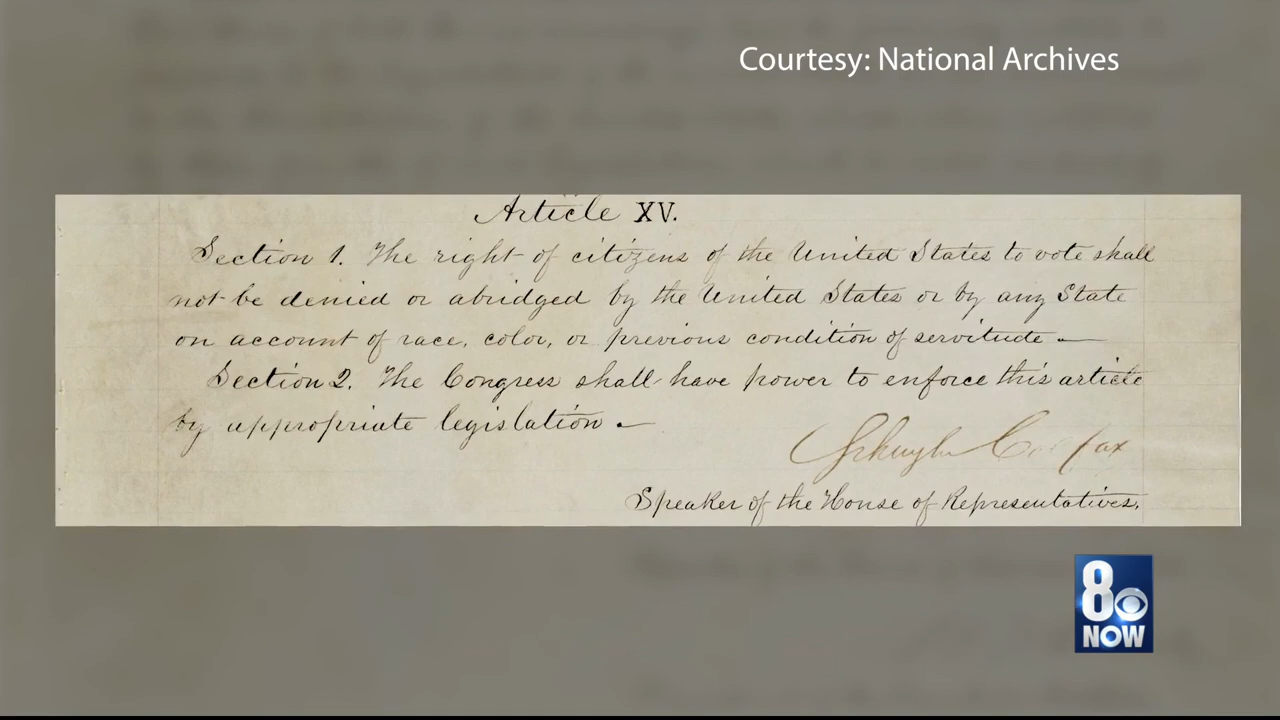 Courtesy: National Archives
Article XV.
Section 1. The right of citizens of the United States to vote shall
not be denied or abridged by the United States or by any State
on account of race, color, or previous condition of servitude.
Section 2. The Congress shall have power to enforce this article
by appropriate legislation.
Schuyler Colfax
Speaker of the House of Representatives.
8
NOW